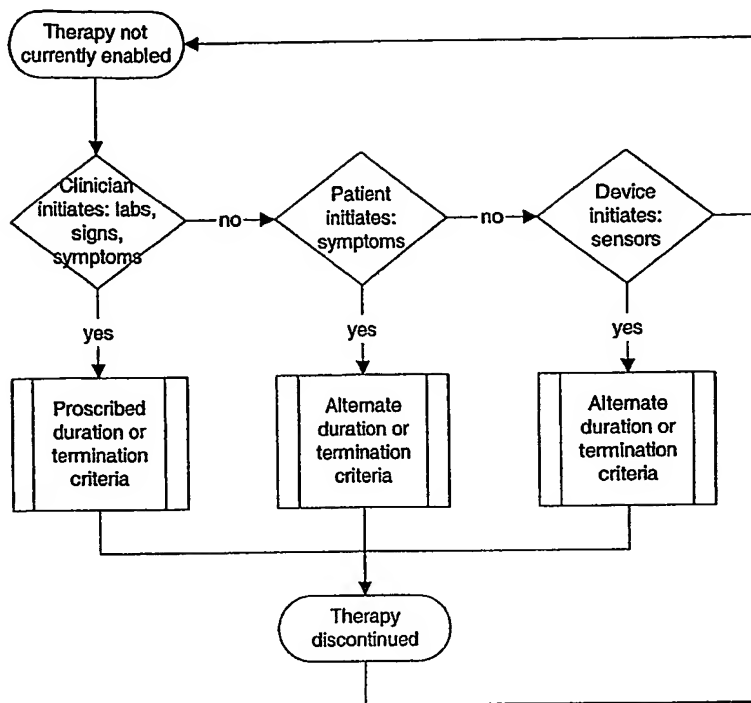 Therapy not
currently enabled
Clinician
initiates: labs,
signs,
symptoms
no
Patient
initiates:
symptoms
no
Device
initiates:
sensors
yes
yes
yes
Proscribed
duration or
termination
criteria
Alternate
duration or
termination
criteria
Alternate
duration or
termination
criteria
Therapy
discontinued